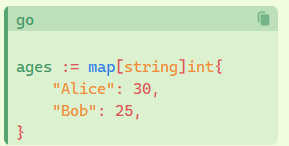 go
ages := map[string]int{
    "Alice": 30,
    "Bob": 25,
}